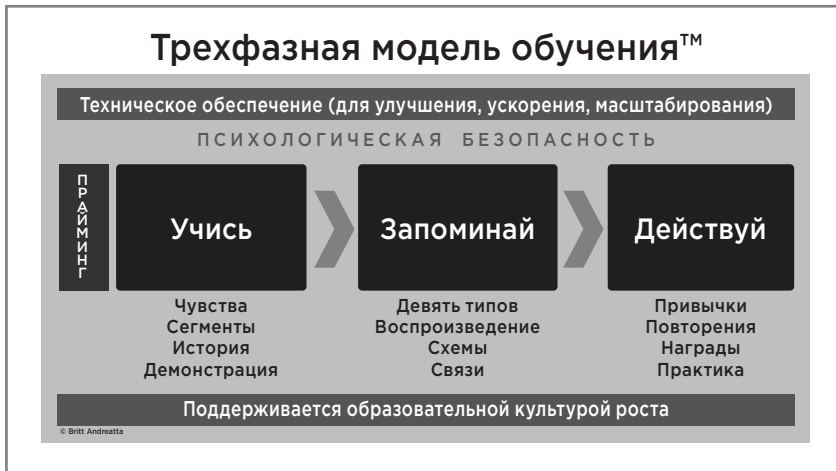 Трехфазная модель обучения™
Техническое обеспечение (для улучшения, ускорения, масштабирования)
ПСИХОЛОГИЧЕСКАЯ БЕЗОПАСНОСТЬ
ПРАЙМИНГ
Учись
Запоминай
Действуй
Чувства
Сегменты
История
Демонстрация
Девять типов
Воспроизведение
Схемы
Связи
Привычки
Повторения
Награды
Практика
Поддерживается образовательной культурой роста
© Britt Andreatta